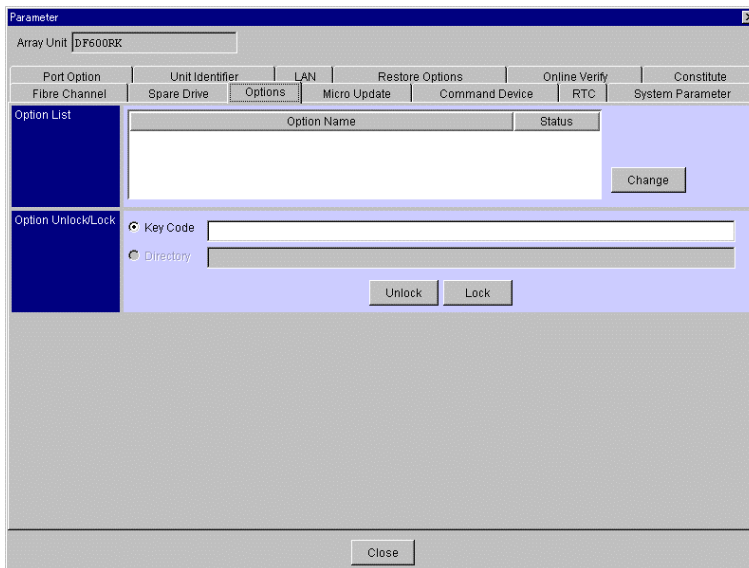 Parameter
Array Unit DF600RK
Port Option Unit Identifier LAN Restore Options Online Verify Constitute
Fibre Channel Spare Drive Options Micro Update Command Device RTC System Parameter
Option List
Option Name Status
Change
Option Unlock/Lock
Key Code
Directory
Unlock Lock
Close